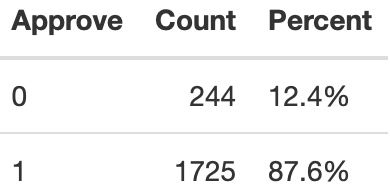 Approve Count Percent
0 244 12.4%
1 1725 87.6%